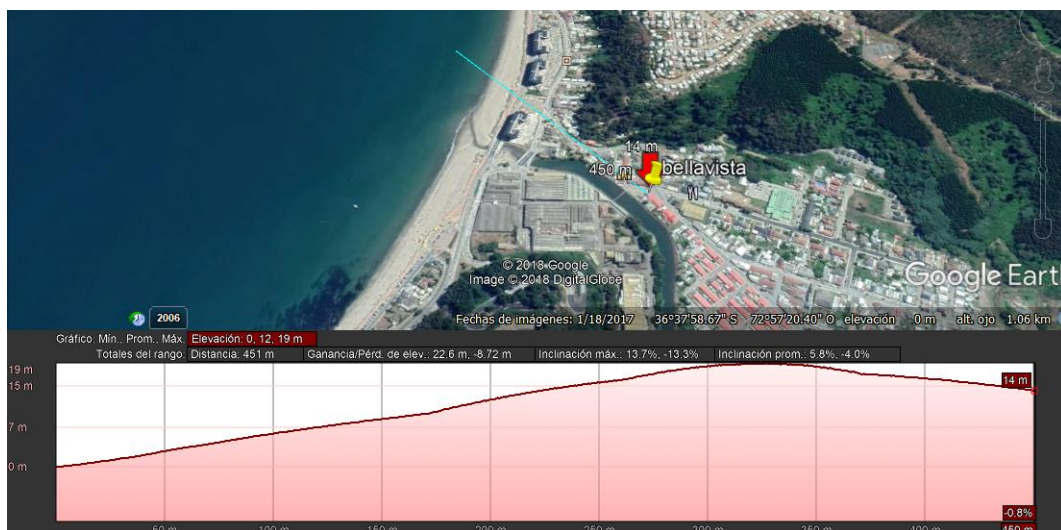 14 m
450 m
bellavista
© 2018 Google
Image © 2018 DigitalGlobe
Google Eart
2006
Fechas de imágenes: 1/18/2017 36°37'58.67" S 72°57'20.40" O elevación 0 m alt. ojo 1.06 km
Gráfico: Mín., Prom., Máx. Elevación: 0, 12, 19 m
Totales del rango: Distancia: 451 m Ganancia/Pérd. de elev.: 22.6 m, -8.72 m Inclinación máx.: 13.7%, -13.3% Inclinación prom.: 5.8%, -4.0%
19 m
15 m
14 m
7 m
0 m
-0.8%
50 m 100 m 150 m 200 m 250 m 300 m 350 m 400 m 450 m